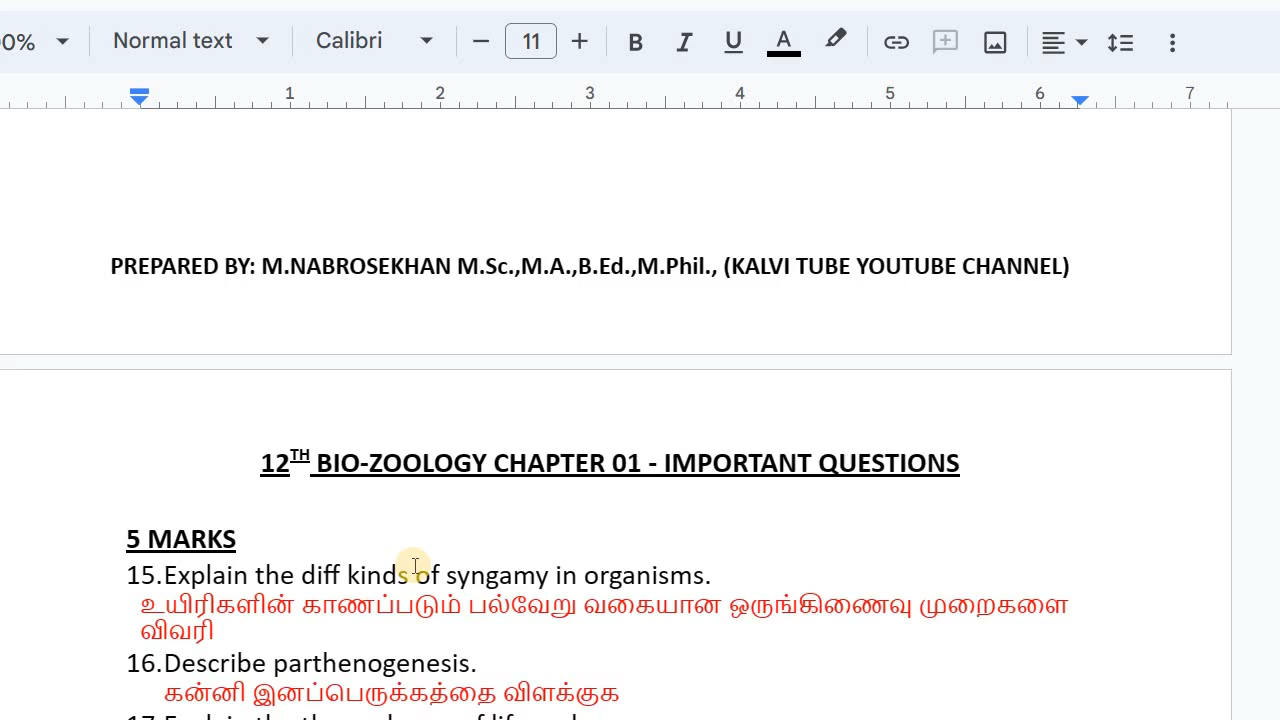 0%
Normal text
Calibri
11
B
I
U
A
1
2
3
4
5
6
7
PREPARED BY: M.NABROSEKHAN M.Sc.,M.A.,B.Ed.,M.Phil., (KALVI TUBE YOUTUBE CHANNEL)
12TH BIO-ZOOLOGY CHAPTER 01 - IMPORTANT QUESTIONS
5 MARKS
15.Explain the diff kinds of syngamy in organisms.
உயிரிகளின் காணப்படும் பல்வேறு வகையான ஒருங்கிணைவு முறைகளை
விவரி
16.Describe parthenogenesis.
கன்னி இனப்பெருக்கத்தை விளக்குக